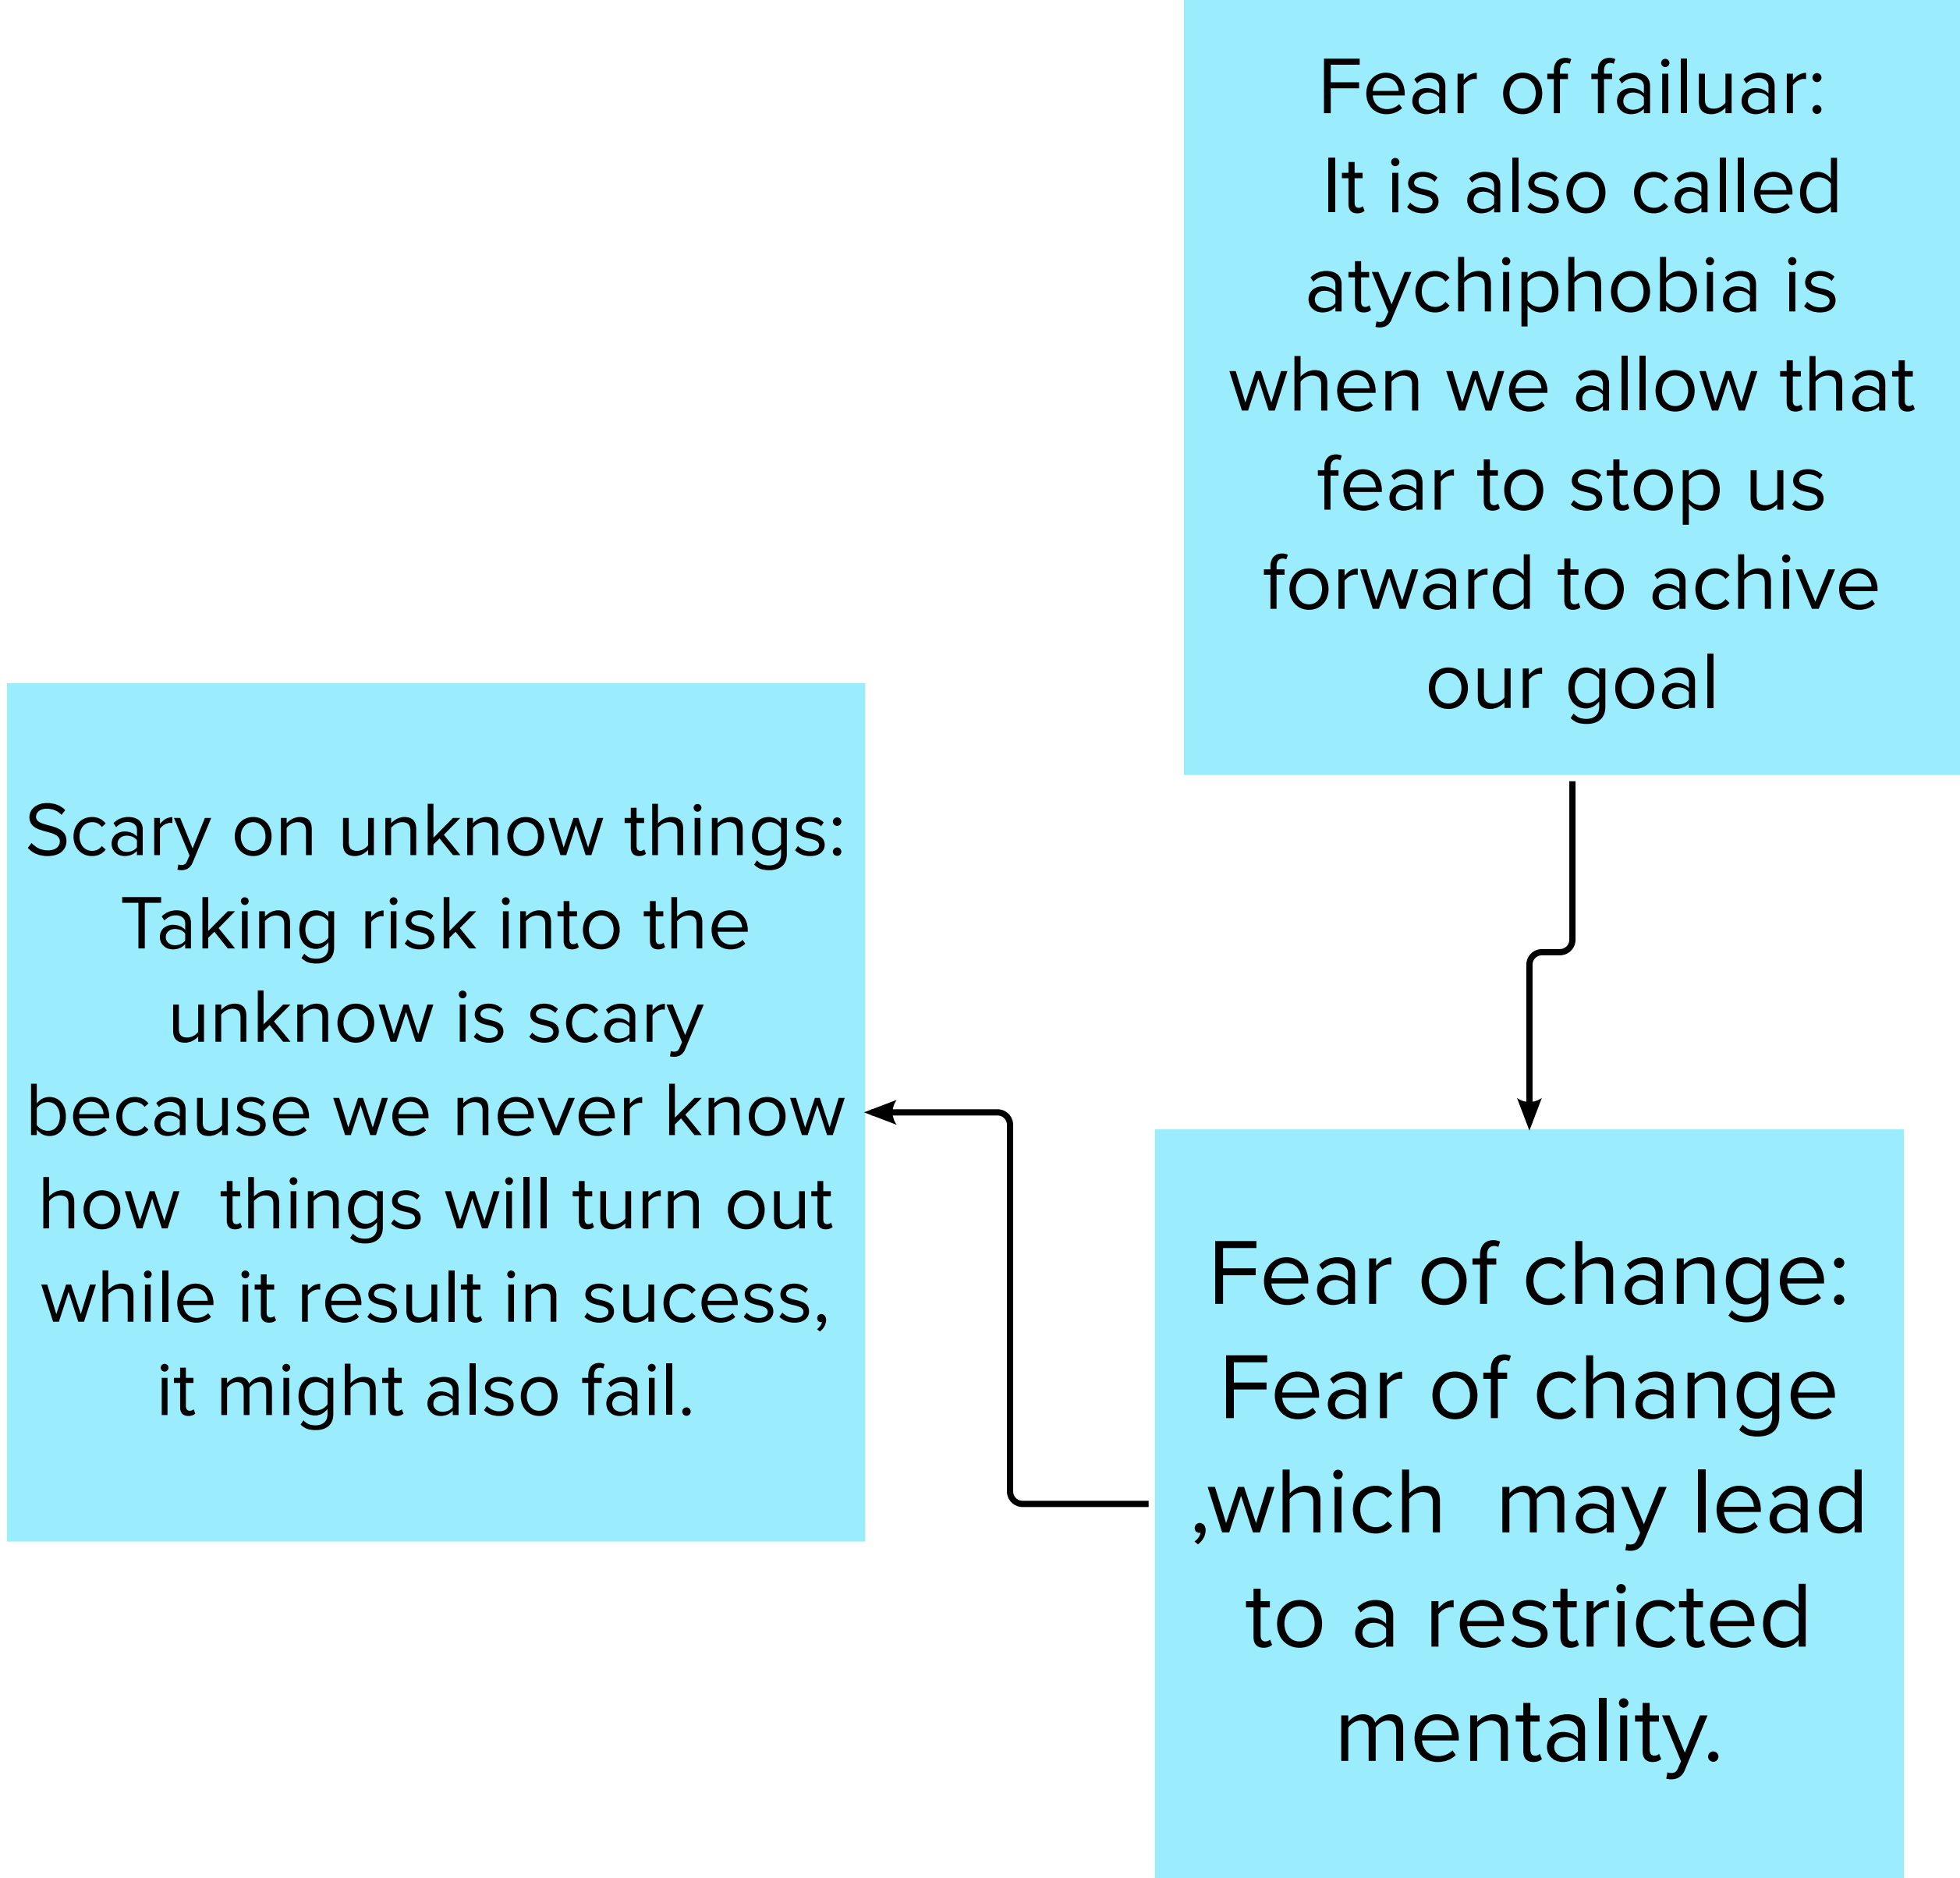 Fear of failuar:
It is also called
atychiphobia is
when we allow that
fear to stop us
forward to achive
our goal
Scary on unknow things:
Taking risk into the
unknow is scary
because we never know
how  things will turn out
while it result in sucess,
it might also fail.
Fear of change:
Fear of change
,which  may lead
to a restricted
mentality.